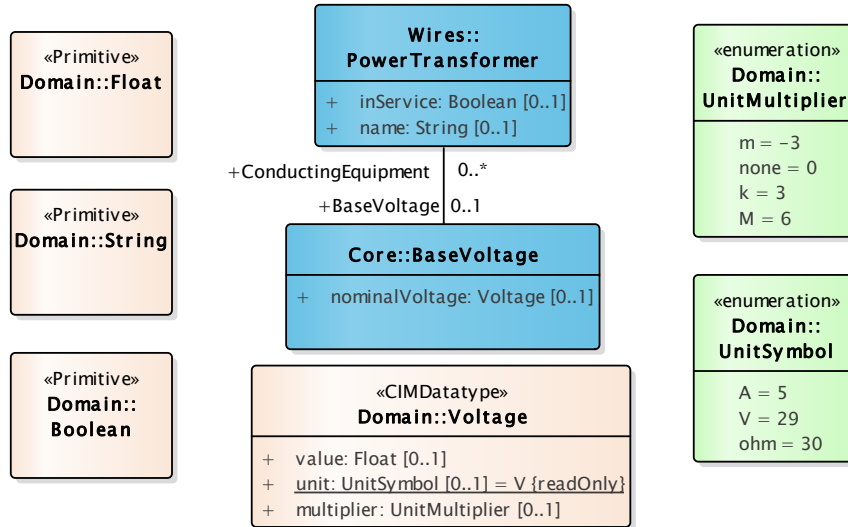 «Primitive»
Domain::Float
«Primitive»
Domain::String
«Primitive»
Domain::
Boolean
Wires::
PowerTransformer
+ inService: Boolean [0..1]
+ name: String [0..1]
+ConductingEquipment 0..*
+BaseVoltage 0..1
Core::BaseVoltage
+ nominalVoltage: Voltage [0..1]
«CIMDatatype»
Domain::Voltage
+ value: Float [0..1]
+ unit: UnitSymbol [0..1] = V {readOnly}
+ multiplier: UnitMultiplier [0..1]
«enumeration»
Domain::
UnitMultiplier
m = -3
none = 0
k = 3
M = 6
«enumeration»
Domain::
UnitSymbol
A = 5
V = 29
ohm = 30